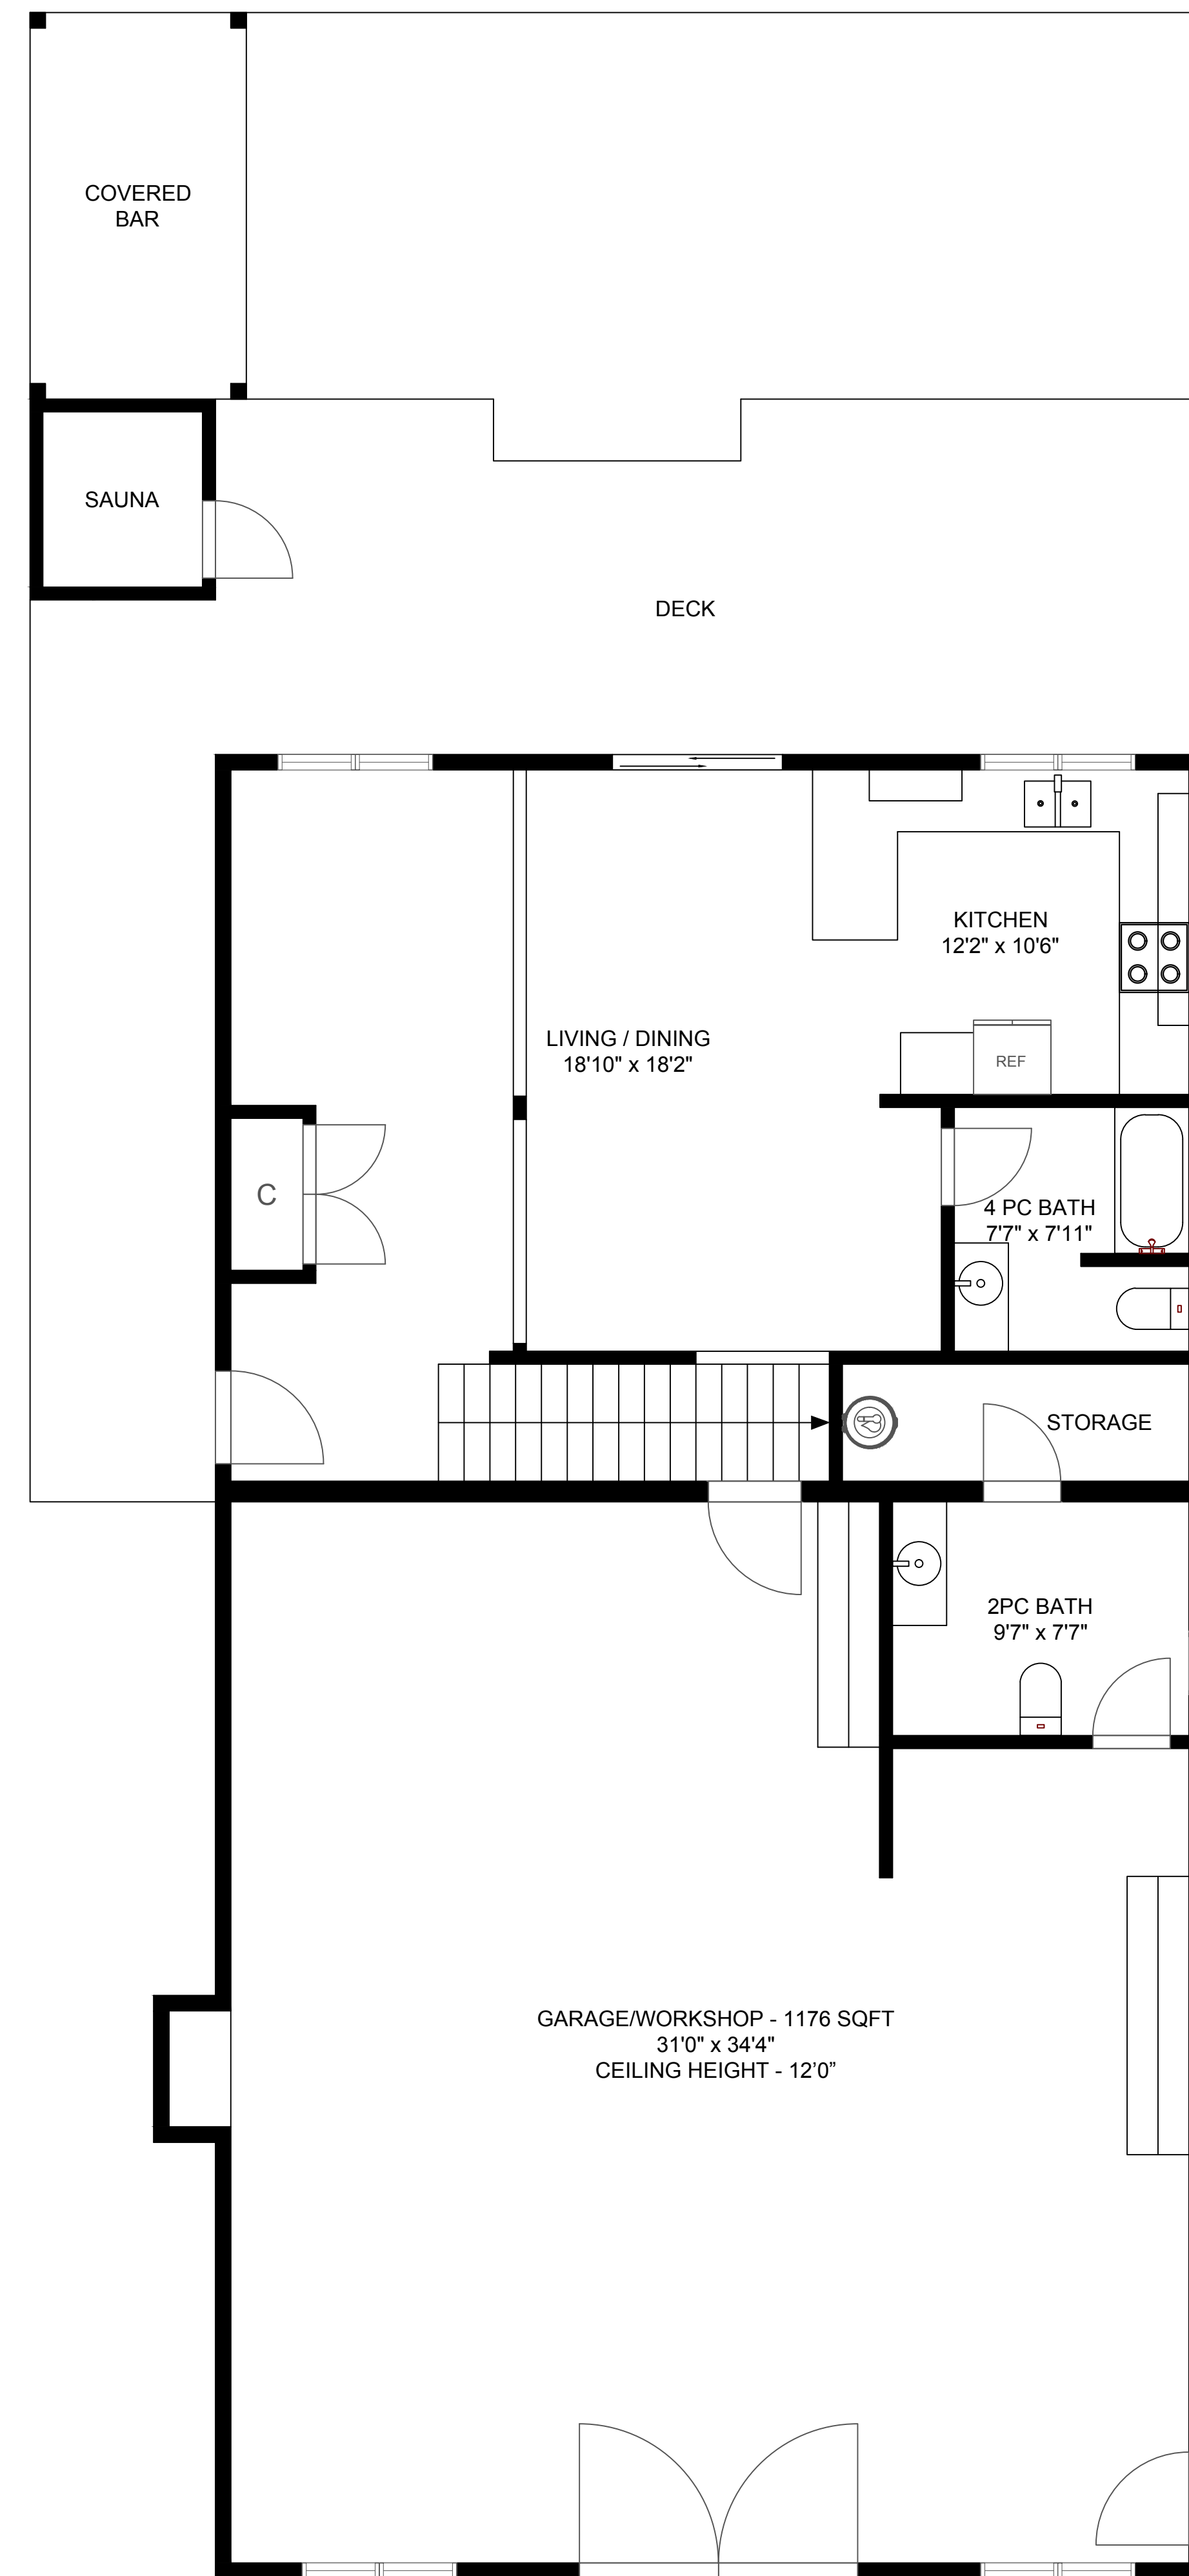 COVERED
BAR
SAUNA
DECK
KITCHEN
12'2" x 10'6"
LIVING / DINING
18'10" x 18'2"
REF
C
4 PC BATH
7'7" x 7'11"
STORAGE
2PC BATH
9'7" x 7'7"
GARAGE/WORKSHOP - 1176 SQFT
31'0" x 34'4"
CEILING HEIGHT - 12’0”